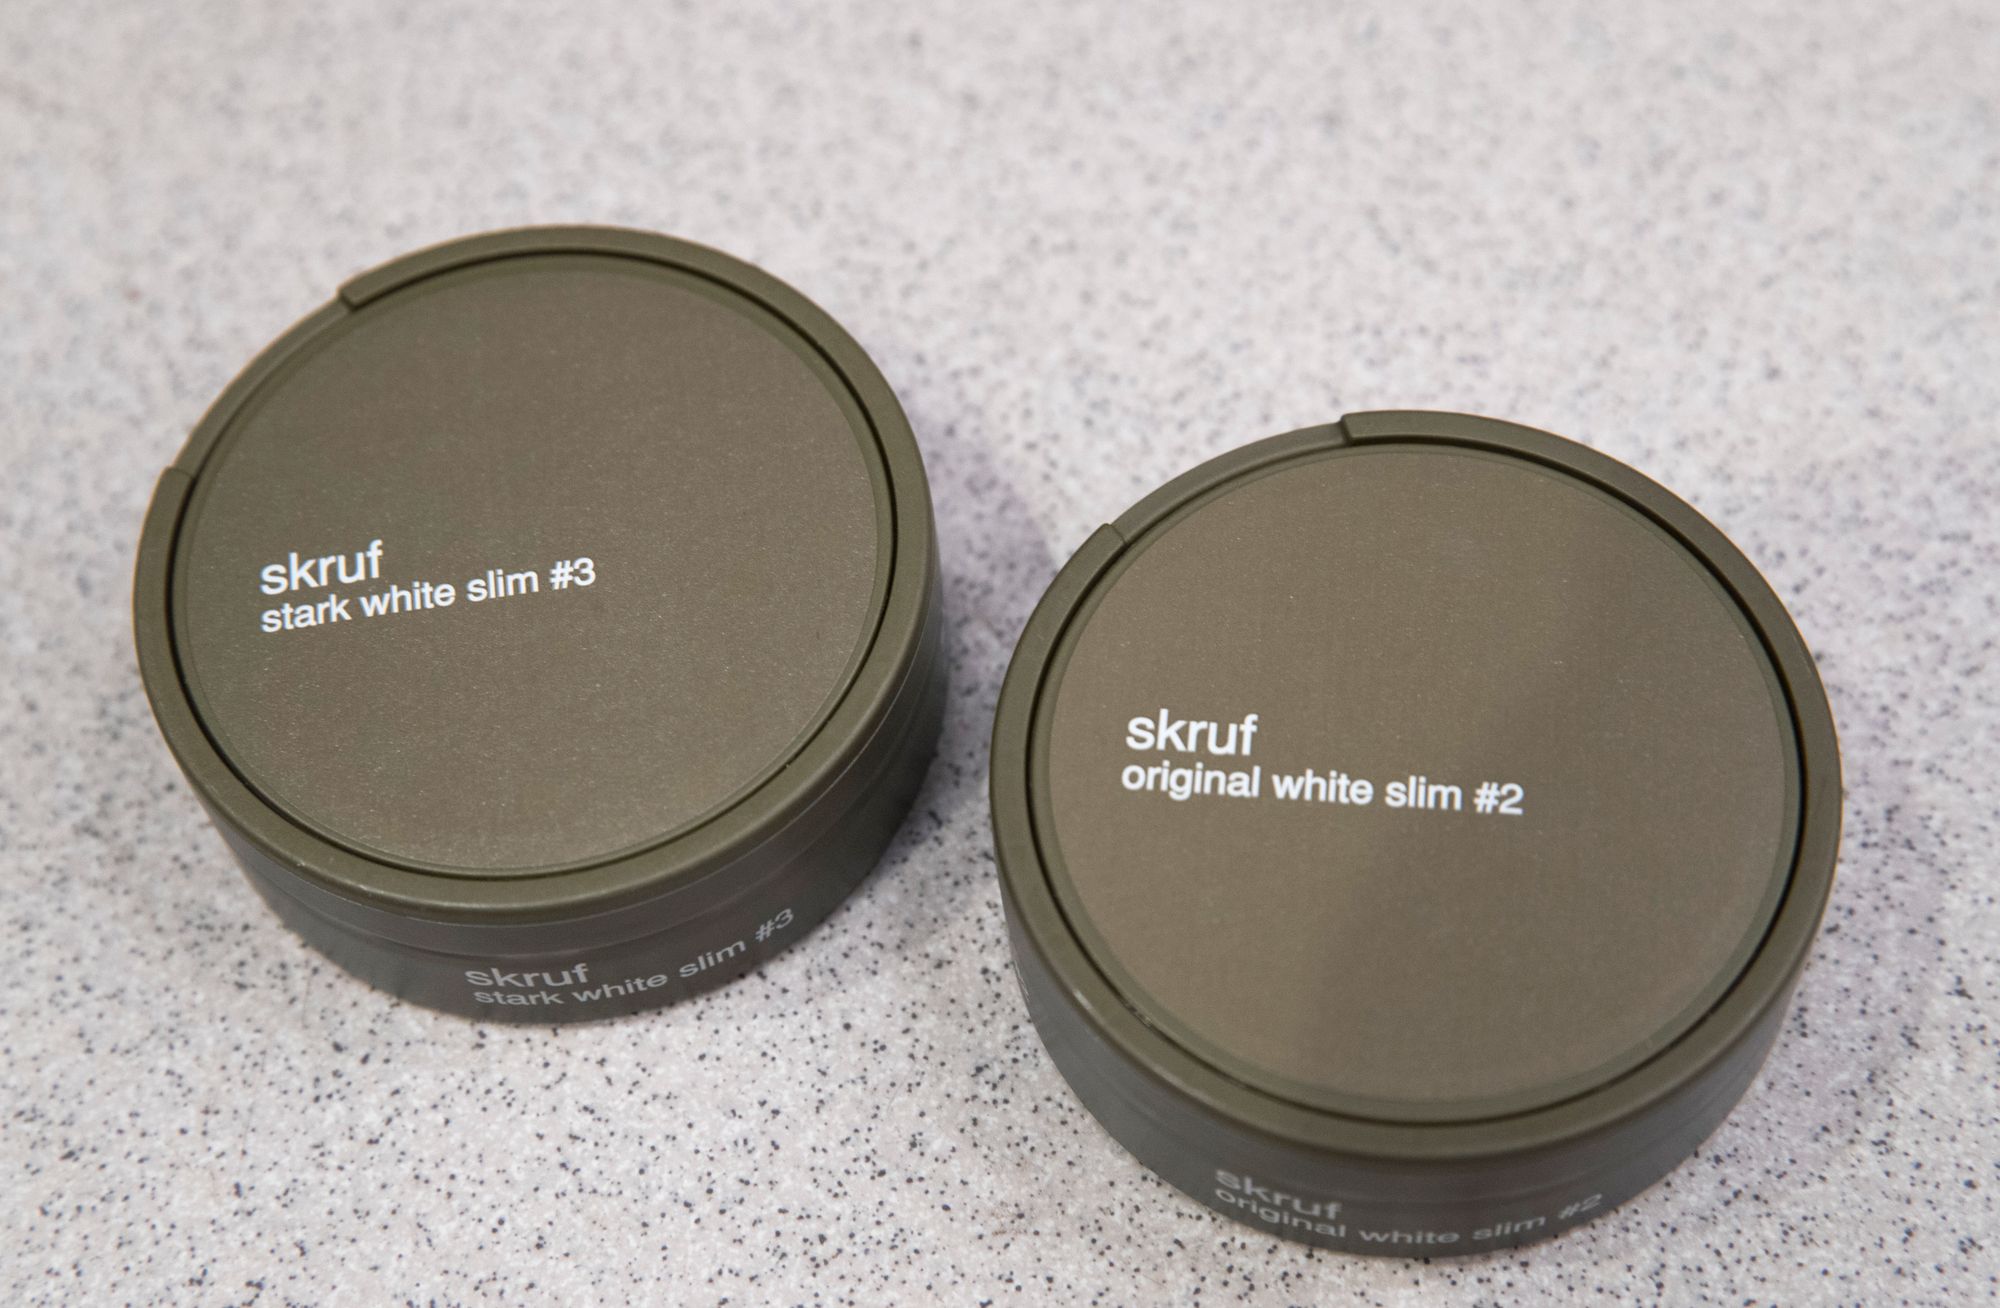 skruf
stark white slim #3
skruf
stark white slim #3
skruf
original white slim #2
skruf
original white slim #2